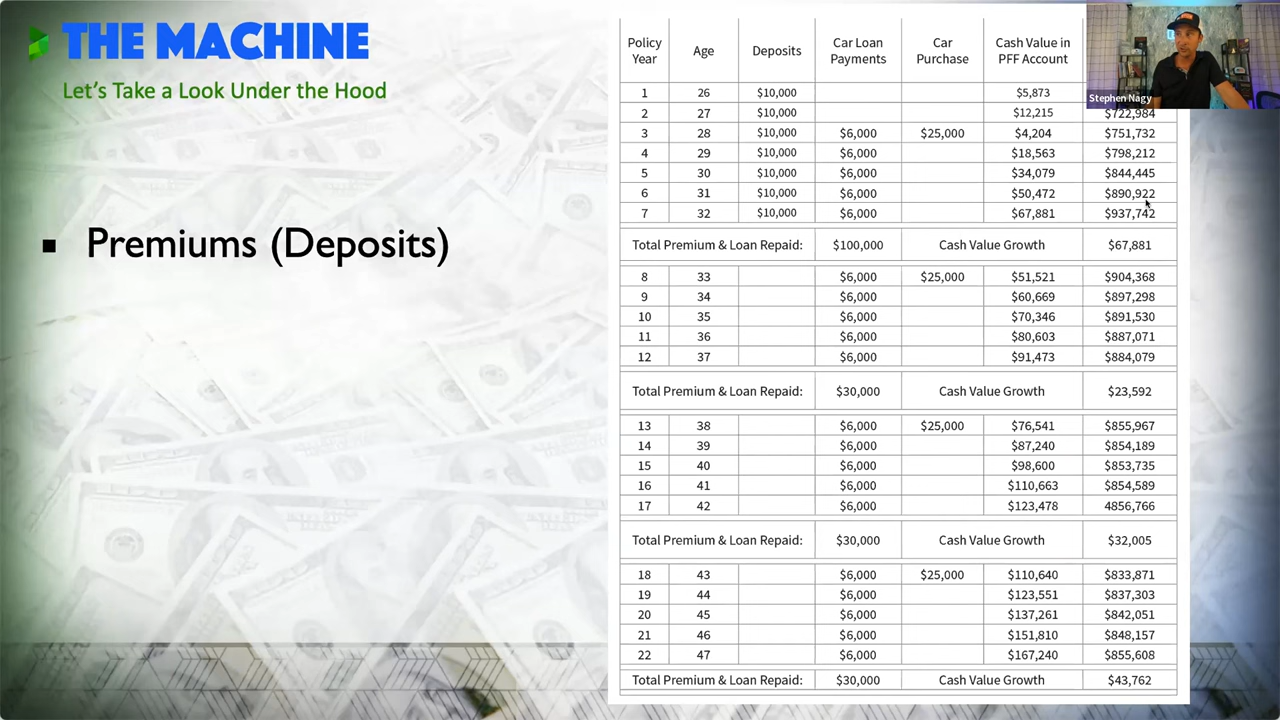 THE MACHINE
Let's Take a Look Under the Hood
▪ Premiums (Deposits)
Stephen Nagy
Policy Year Age Deposits Car Loan Payments Car Purchase Cash Value in PFF Account
1 26 $10,000 $5,873
2 27 $10,000 $12,215 $722,984
3 28 $10,000 $6,000 $25,000 $4,204 $751,732
4 29 $10,000 $6,000 $18,563 $798,212
5 30 $10,000 $6,000 $34,079 $844,445
6 31 $10,000 $6,000 $50,472 $890,922
7 32 $10,000 $6,000 $67,881 $937,742
Total Premium & Loan Repaid: $100,000 Cash Value Growth $67,881
8 33 $6,000 $25,000 $51,521 $904,368
9 34 $6,000 $60,669 $897,298
10 35 $6,000 $70,346 $891,530
11 36 $6,000 $80,603 $887,071
12 37 $6,000 $91,473 $884,079
Total Premium & Loan Repaid: $30,000 Cash Value Growth $23,592
13 38 $6,000 $25,000 $76,541 $855,967
14 39 $6,000 $87,240 $854,189
15 40 $6,000 $98,600 $853,735
16 41 $6,000 $110,663 $854,589
17 42 $6,000 $123,478 4856,766
Total Premium & Loan Repaid: $30,000 Cash Value Growth $32,005
18 43 $6,000 $25,000 $110,640 $833,871
19 44 $6,000 $123,551 $837,303
20 45 $6,000 $137,261 $842,051
21 46 $6,000 $151,810 $848,157
22 47 $6,000 $167,240 $855,608
Total Premium & Loan Repaid: $30,000 Cash Value Growth $43,762